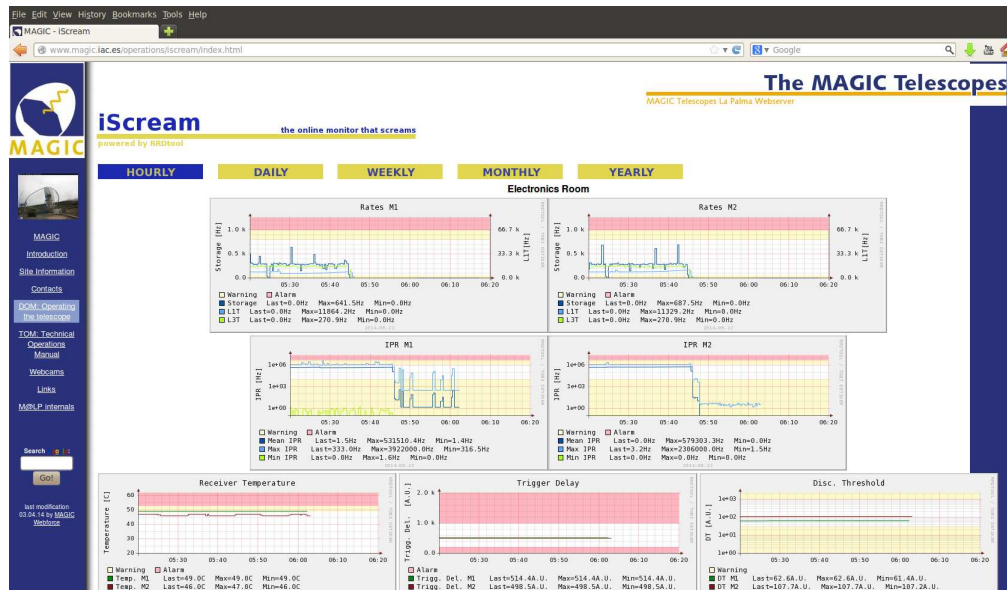 File Edit View History Bookmarks Tools Help
MAGIC - iScream
www.magic.iac.es/operations/iscream/index.html
Google
The MAGIC Telescopes
MAGIC Telescopes La Palma Webserver
MAGIC
iScream
the online monitor that screams
powered by RRDtool
HOURLY DAILY WEEKLY MONTHLY YEARLY
Electronics Room
MAGIC
Introduction
Site Information
Contacts
DOM: Operating
the telescope
TOM: Technical
Operations
Manual
Webcams
Links
M@LP internals
Search
Go!
last modification
03.04.14 by MAGIC
Webforce
Rates M1
Storage [Hz]
1.0 k
0.5 k
0.0
66.7 k
33.3 k
0.0 k
L1T[Hz]
05:30 05:40 05:50 06:00 06:10 06:20
Warning Alarm
Storage Last=0.0Hz Max=641.5Hz Min=0.0Hz
L1T Last=0.0Hz Max=11864.2Hz Min=0.0Hz
L3T Last=0.0Hz Max=270.9Hz Min=0.0Hz
Rates M2
Storage [Hz]
1.0 k
0.5 k
0.0
66.7 k
33.3 k
0.0 k
L1T[Hz]
05:30 05:40 05:50 06:00 06:10 06:20
Warning Alarm
Storage Last=0.0Hz Max=687.5Hz Min=0.0Hz
L1T Last=0.0Hz Max=11329.2Hz Min=0.0Hz
L3T Last=0.0Hz Max=270.9Hz Min=0.0Hz
IPR M1
IPR [Hz]
1e+06
1e+03
1e+00
05:30 05:40 05:50 06:00 06:10 06:20
Warning Alarm
Mean IPR Last=1.5Hz Max=531510.4Hz Min=1.4Hz
Max IPR Last=333.0Hz Max=3922000.0Hz Min=316.5Hz
Min IPR Last=0.0Hz Max=1.6Hz Min=0.0Hz
IPR M2
IPR [Hz]
1e+06
1e+03
1e+00
05:30 05:40 05:50 06:00 06:10 06:20
Warning Alarm
Mean IPR Last=0.0Hz Max=579303.3Hz Min=0.0Hz
Max IPR Last=3.2Hz Max=2306000.0Hz Min=1.5Hz
Min IPR Last=0.0Hz Max=0.0Hz Min=0.0Hz
Receiver Temperature
Temperature [C]
60
50
40
30
20
05:30 05:40 05:50 06:00 06:10 06:20
Warning Alarm
Temp. M1 Last=49.0C Max=49.0C Min=49.0C
Temp. M2 Last=46.0C Max=47.0C Min=46.0C
Trigger Delay
Trigg. Del. [A.U.]
2.0 k
1.0 k
0.0
05:30 05:40 05:50 06:00 06:10 06:20
Alarm
Trigg. Del. M1 Last=514.4A.U. Max=514.4A.U. Min=514.4A.U.
Trigg. Del. M2 Last=498.5A.U. Max=498.5A.U. Min=498.5A.U.
Disc. Threshold
DT [A.U.]
1e+03
1e+02
1e+01
1e+00
05:30 05:40 05:50 06:00 06:10 06:20
Warning
DT M1 Last=62.6A.U. Max=62.6A.U. Min=61.4A.U.
DT M2 Last=107.7A.U. Max=107.7A.U. Min=107.2A.U.